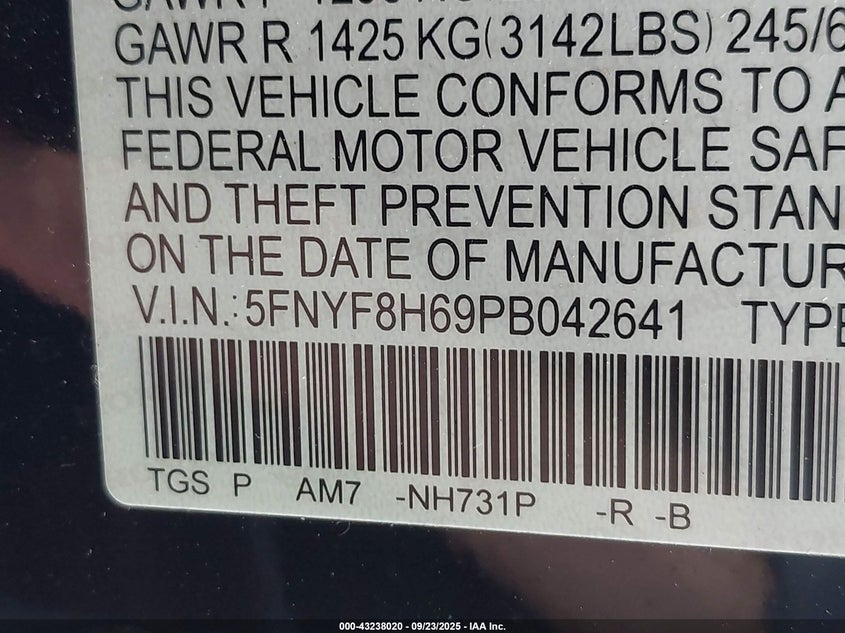 GAWR R 1425 KG(3142LBS) 245/6
THIS VEHICLE CONFORMS TO A
FEDERAL MOTOR VEHICLE SAF
AND THEFT PREVENTION STAN
ON THE DATE OF MANUFACTUR
V.I.N.:5FNYF8H69PB042641 TYPE
TGS P AM7 -NH731P -R -B
000-43238020 - 09/23/2025 - IAA Inc.